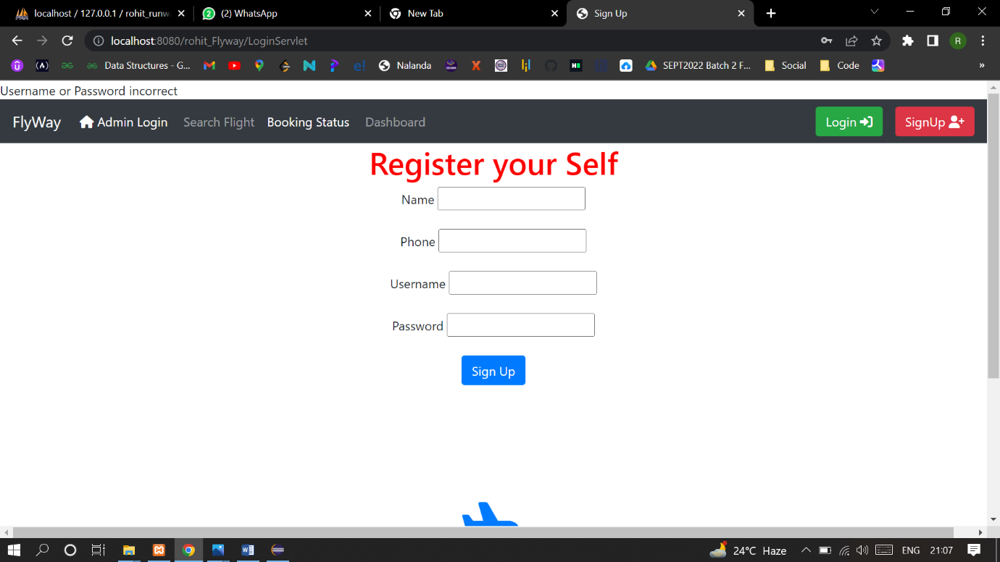 localhost / 127.0.0.1 / rohit_runw
(2) WhatsApp
New Tab
Sign Up
localhost:8080/rohit_Flyway/LoginServlet
R
Data Structures - G...
Nalanda
SEPT2022 Batch 2 F...
Social
Code
»
Username or Password incorrect
FlyWay
Admin Login
Search Flight
Booking Status
Dashboard
Login
SignUp
Register your Self
Name
Phone
Username
Password
Sign Up
24°C Haze
ENG
21:07